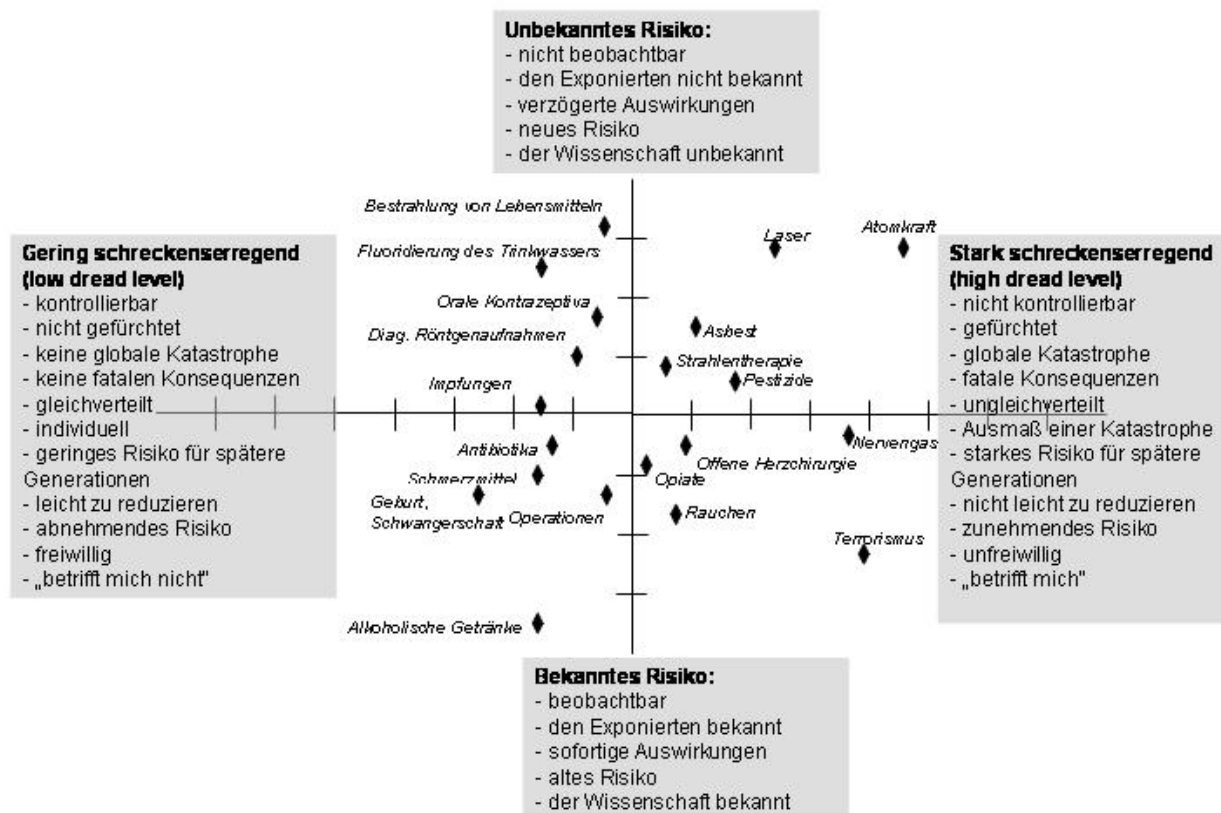 Unbekanntes Risiko:
- nicht beobachtbar
- den Exponierten nicht bekannt
- verzögerte Auswirkungen
- neues Risiko
- der Wissenschaft unbekannt
Gering schreckenserregend
(low dread level)
- kontrollierbar
- nicht gefürchtet
- keine globale Katastrophe
- keine fatalen Konsequenzen
- gleichverteilt
- individuell
- geringes Risiko für spätere
Generationen
- leicht zu reduzieren
- abnehmendes Risiko
- freiwillig
- „betrifft mich nicht"
Bestrahlung von Lebensmitteln
Fluoridierung des Trinkwassers
Orale Kontrazeptiva
Diag. Röntgenaufnahmen
Impfungen
Antibiotika
Schmerzmittel
Geburt,
Schwangerschaft
Operationen
Alkoholische Getränke
Laser
Atomkraft
Asbest
Strahlentherapie
Pestizide
Nervengas
Offene Herzchirurgie
Opiate
Rauchen
Terrorismus
Stark schreckenserregend
(high dread level)
- nicht kontrollierbar
- gefürchtet
- globale Katastrophe
- fatale Konsequenzen
- ungleichverteilt
- Ausmaß einer Katastrophe
- starkes Risiko für spätere
Generationen
- nicht leicht zu reduzieren
- zunehmendes Risiko
- unfreiwillig
- „betrifft mich"
Bekanntes Risiko:
- beobachtbar
- den Exponierten bekannt
- sofortige Auswirkungen
- altes Risiko
- der Wissenschaft bekannt